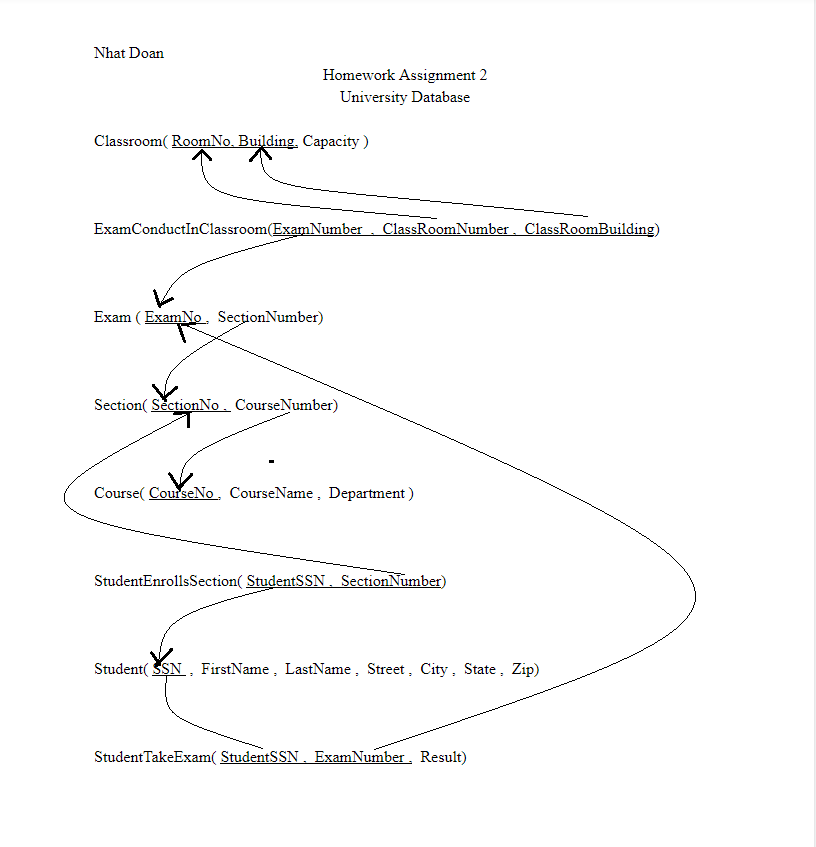 Nhat Doan
Homework Assignment 2
University Database
Classroom( RoomNo, Building, Capacity )
ExamConductInClassroom(ExamNumber , ClassRoomNumber , ClassRoomBuilding)
Exam ( ExamNo , SectionNumber)
Section( SectionNo , CourseNumber)
Course( CourseNo , CourseName , Department )
StudentEnrollsSection( StudentSSN , SectionNumber)
Student( SSN , FirstName , LastName , Street , City , State , Zip)
StudentTakeExam( StudentSSN , ExamNumber , Result)